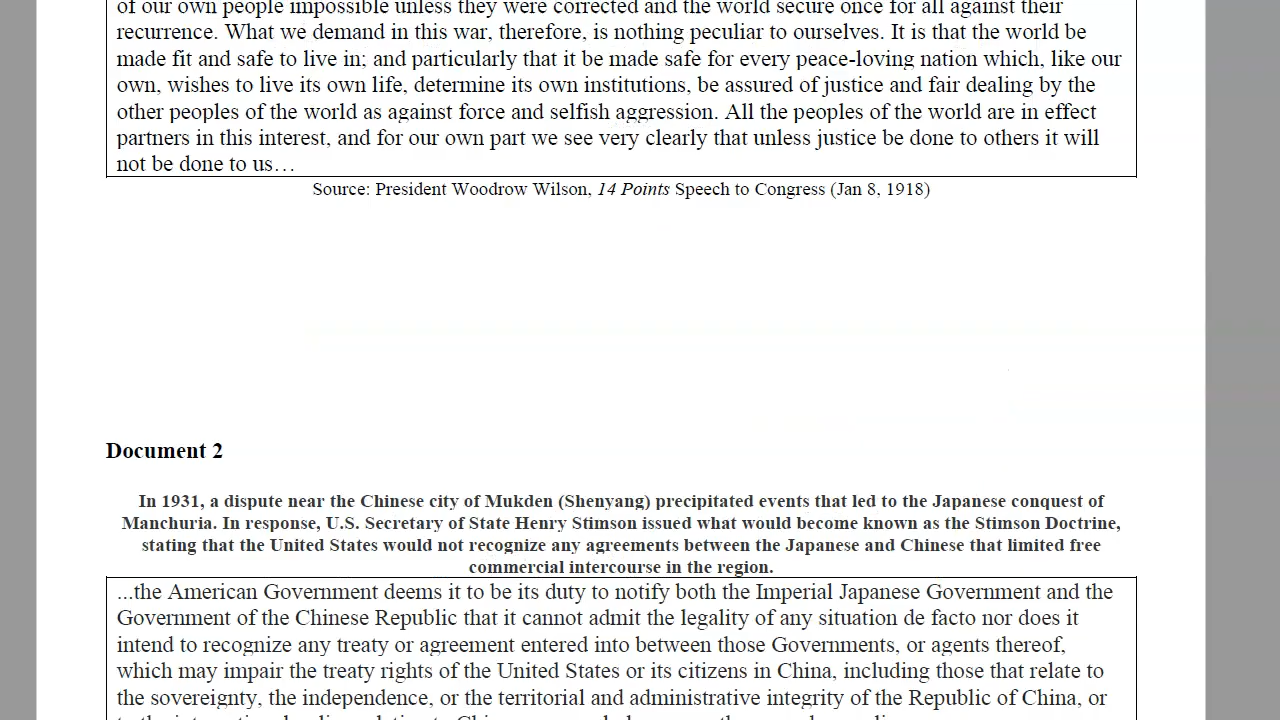 of our own people impossible unless they were corrected and the world secure once for all against their
recurrence. What we demand in this war, therefore, is nothing peculiar to ourselves. It is that the world be
made fit and safe to live in; and particularly that it be made safe for every peace-loving nation which, like our
own, wishes to live its own life, determine its own institutions, be assured of justice and fair dealing by the
other peoples of the world as against force and selfish aggression. All the peoples of the world are in effect
partners in this interest, and for our own part we see very clearly that unless justice be done to others it will
not be done to us…
Source: President Woodrow Wilson, 14 Points Speech to Congress (Jan 8, 1918)
Document 2
In 1931, a dispute near the Chinese city of Mukden (Shenyang) precipitated events that led to the Japanese conquest of
Manchuria. In response, U.S. Secretary of State Henry Stimson issued what would become known as the Stimson Doctrine,
stating that the United States would not recognize any agreements between the Japanese and Chinese that limited free
commercial intercourse in the region.
...the American Government deems it to be its duty to notify both the Imperial Japanese Government and the
Government of the Chinese Republic that it cannot admit the legality of any situation de facto nor does it
intend to recognize any treaty or agreement entered into between those Governments, or agents thereof,
which may impair the treaty rights of the United States or its citizens in China, including those that relate to
the sovereignty, the independence, or the territorial and administrative integrity of the Republic of China, or